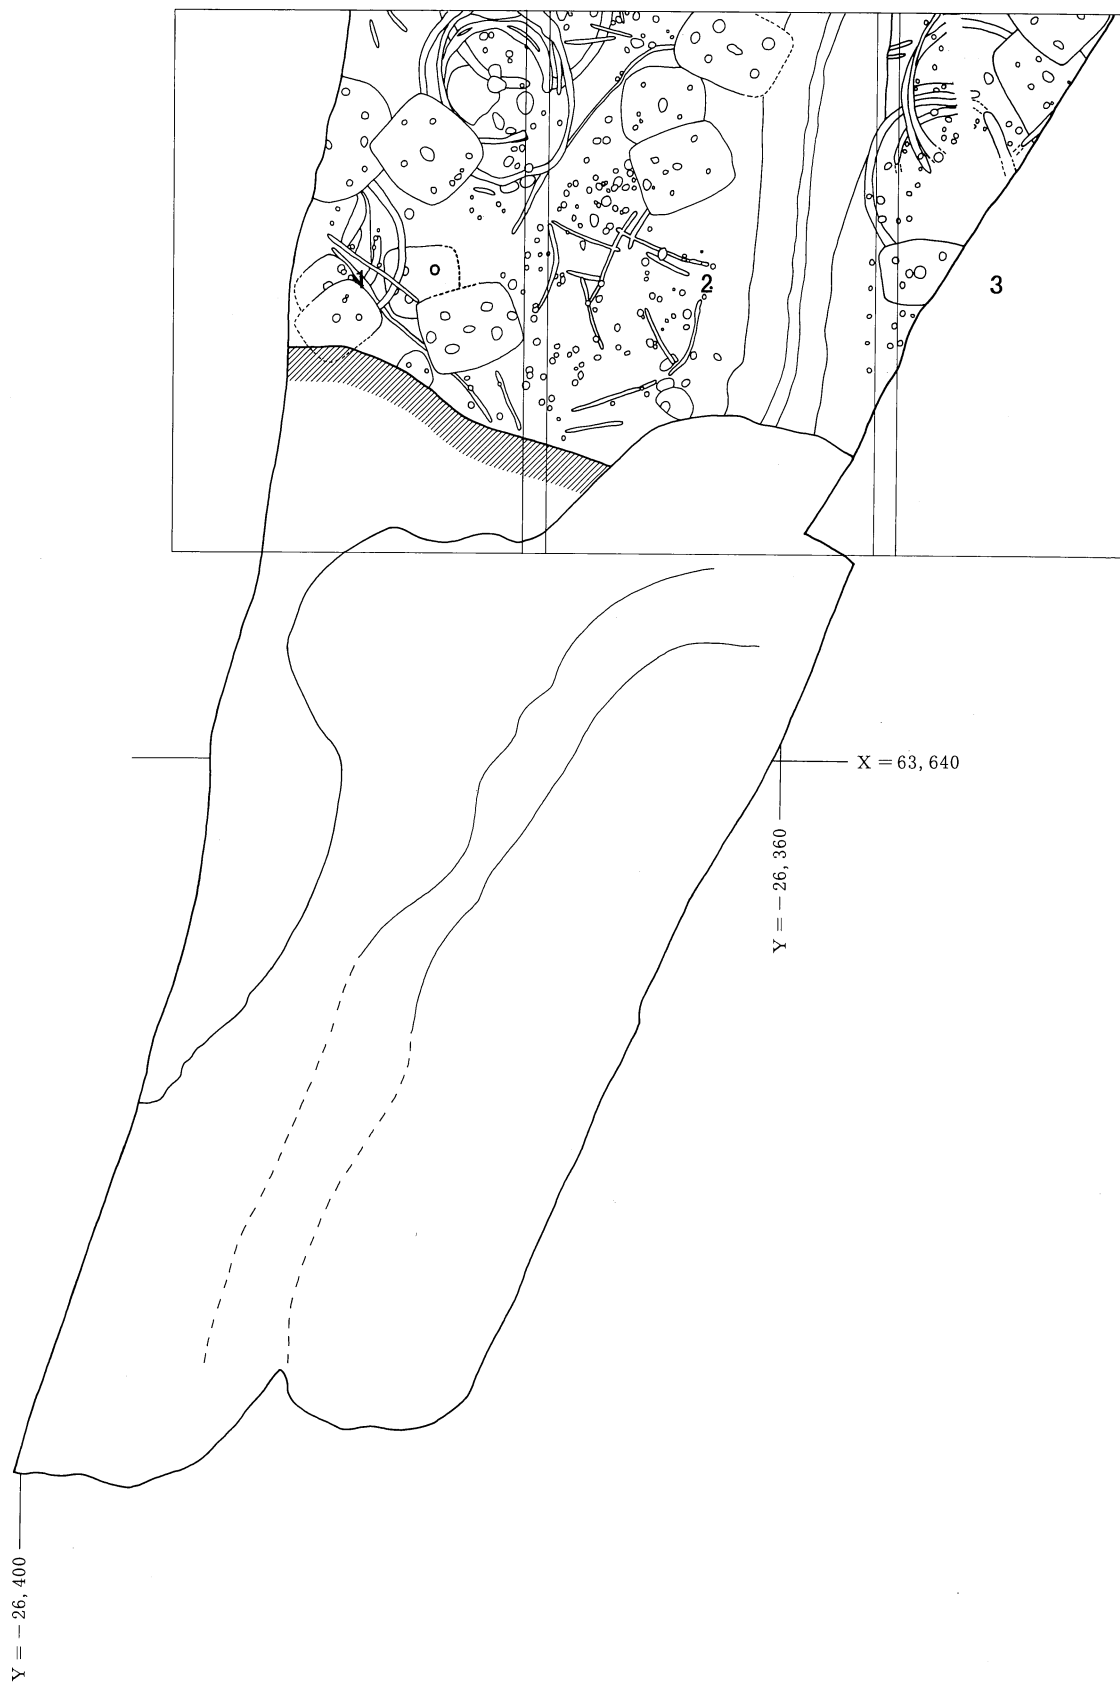 1
2
3
X = 63, 640
Y = − 26, 360
Y = − 26, 400